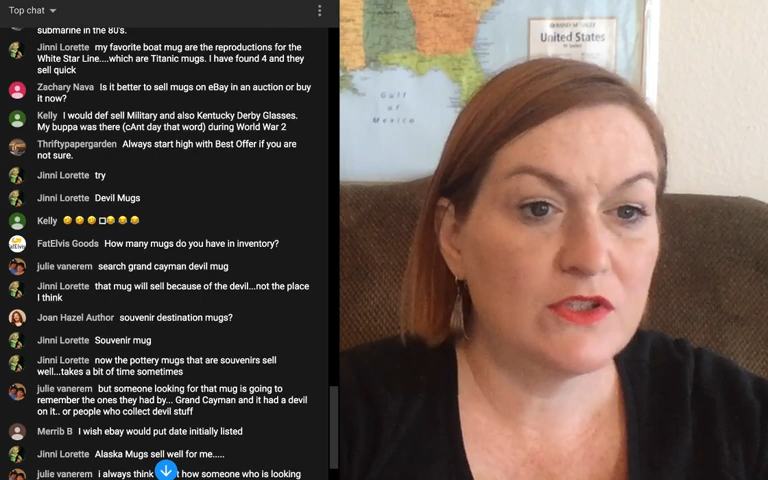 Top chat
submarine in the 80's.
Jinni Lorette my favorite boat mug are the reproductions for the
White Star Line....which are Titanic mugs. I have found 4 and they
sell quick
Zachary Nava Is it better to sell mugs on eBay in an auction or buy
it now?
Kelly I would def sell Military and also Kentucky Derby Glasses.
My buppa was there (cAnt day that word) during World War 2
Thriftypapergarden Always start high with Best Offer if you are
not sure.
Jinni Lorette try
Jinni Lorette Devil Mugs
Kelly 🤣🤣🤣□😂😂😂
FatElvis Goods How many mugs do you have in inventory?
julie vanerem search grand cayman devil mug
Jinni Lorette that mug will sell because of the devil...not the place
I think
Joan Hazel Author souvenir destination mugs?
Jinni Lorette Souvenir mug
Jinni Lorette now the pottery mugs that are souvenirs sell
well...takes a bit of time sometimes
julie vanerem but someone looking for that mug is going to
remember the ones they had by... Grand Cayman and it had a devil
on it.. or people who collect devil stuff
Merrib B I wish ebay would put date initially listed
Jinni Lorette Alaska Mugs sell well for me.....
julie vanerem i always think how someone who is looking
United States
Gulf
of
Mexico